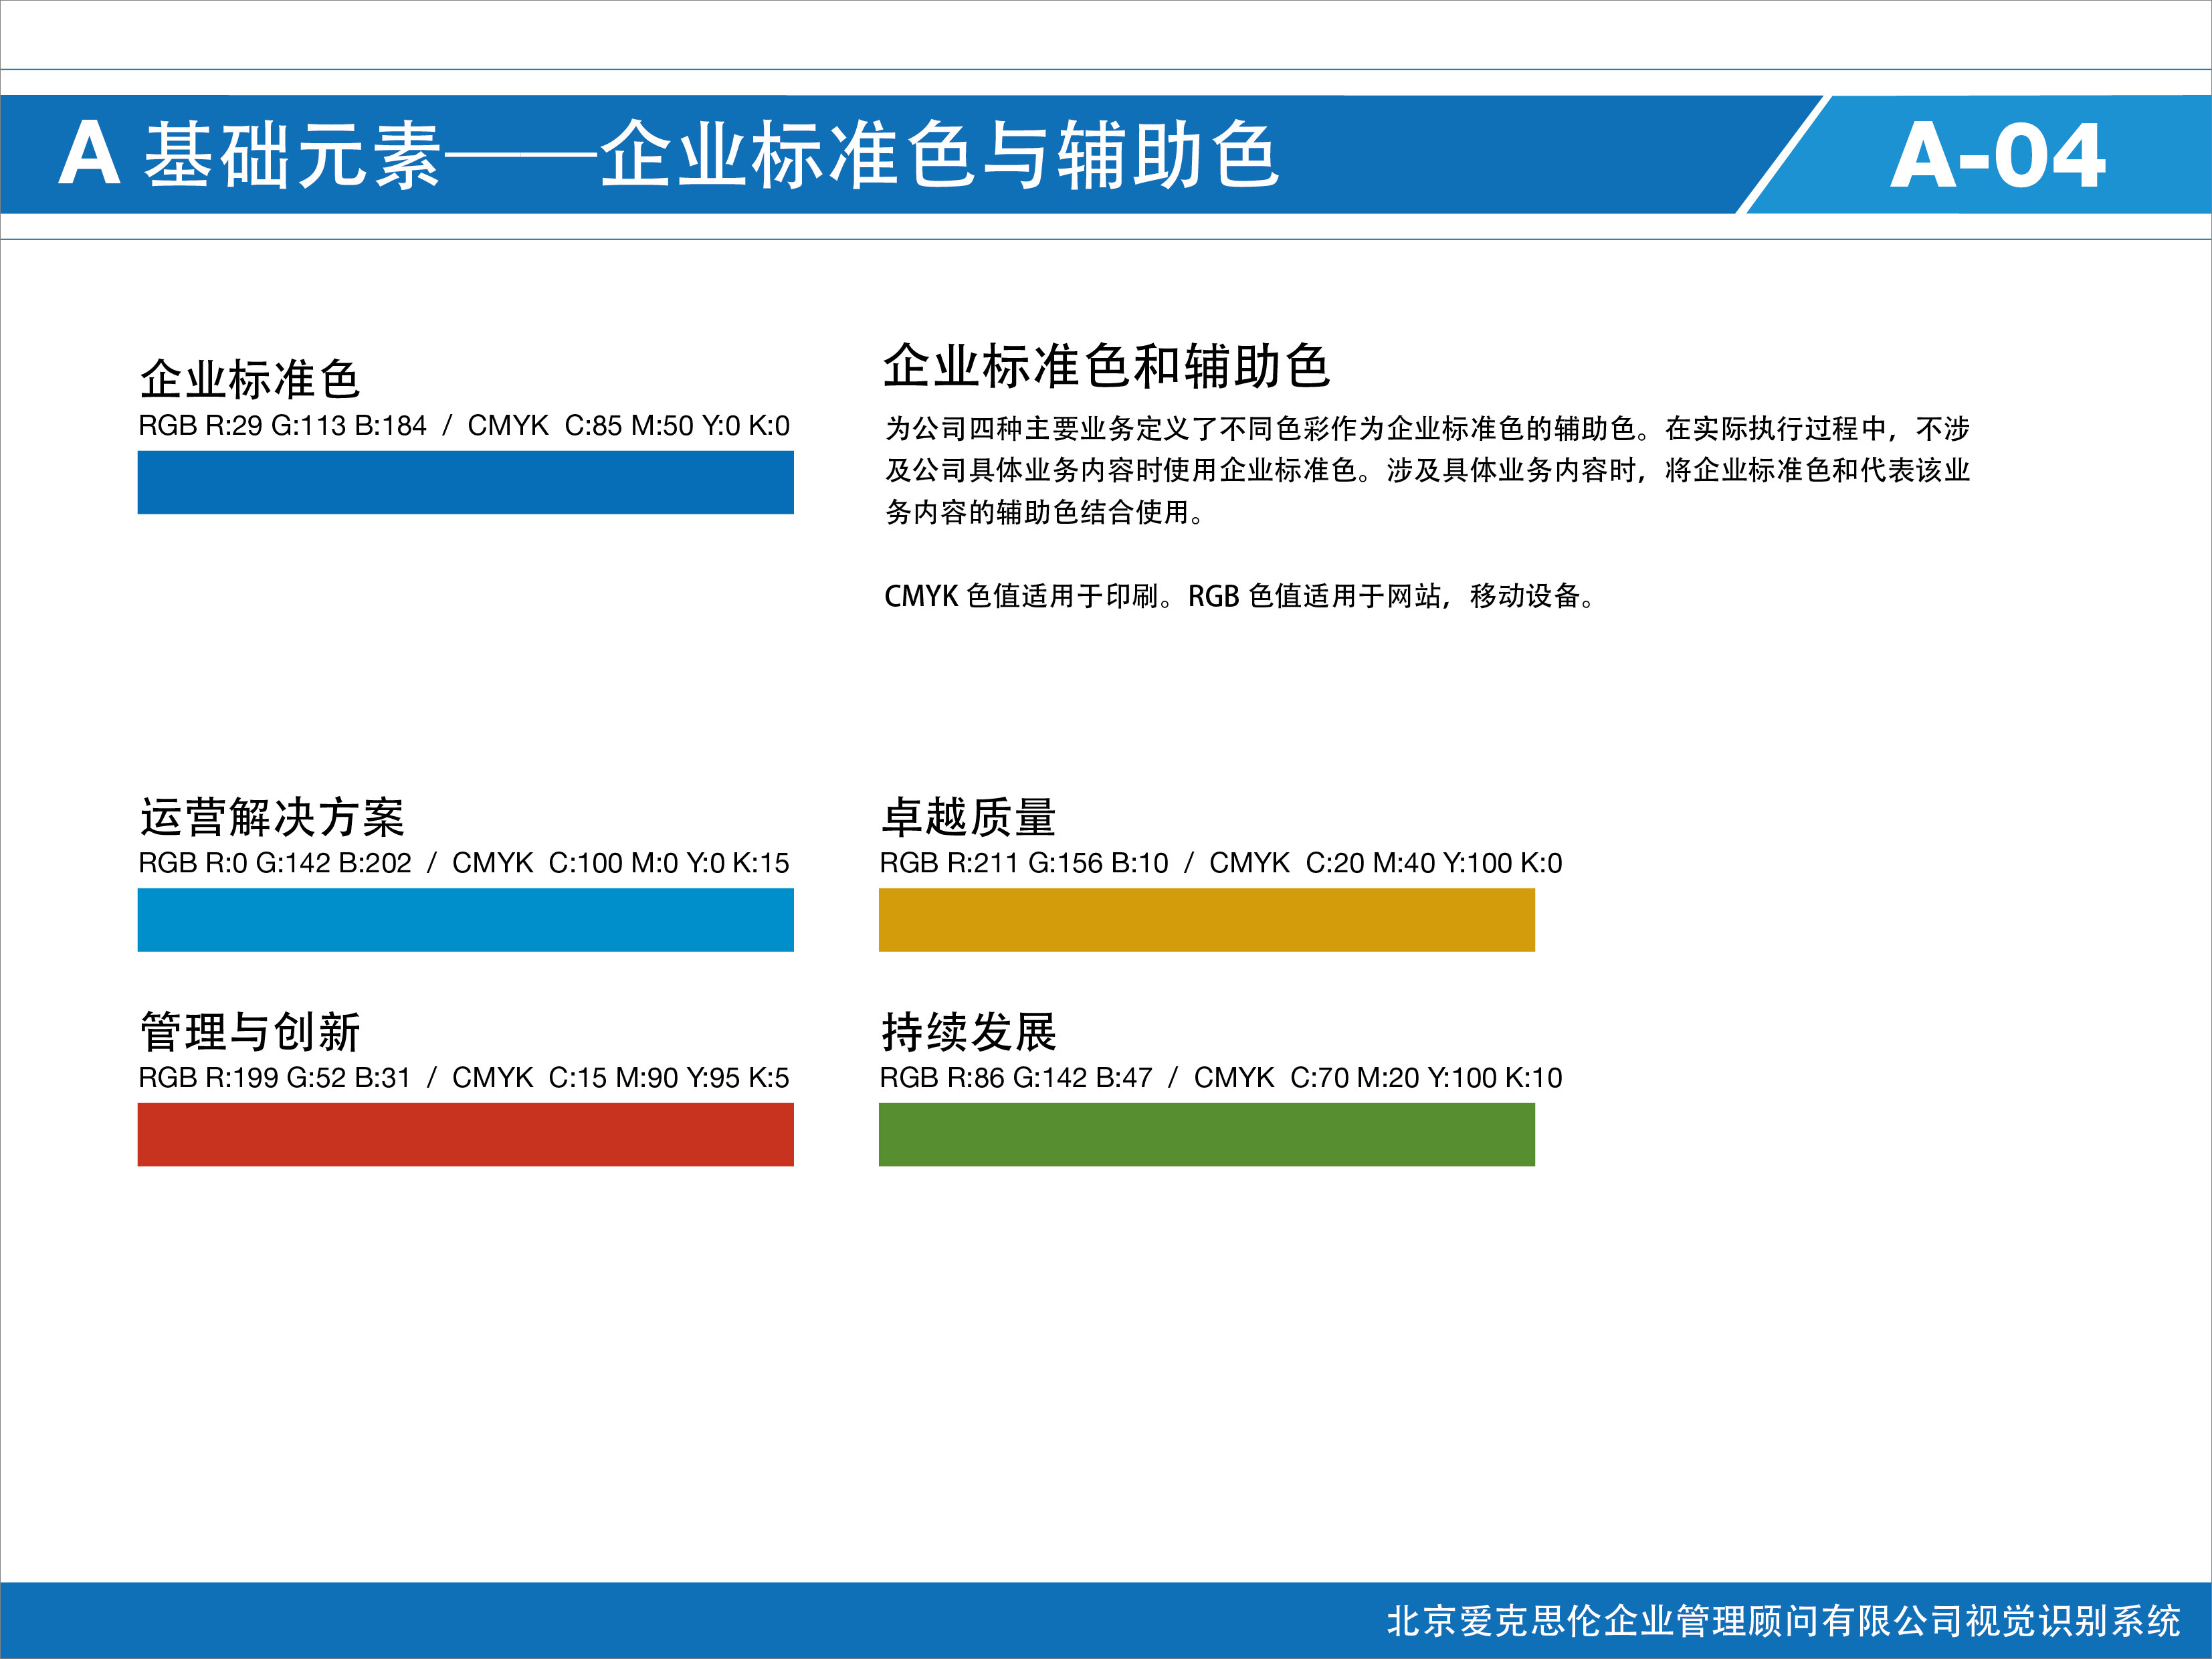 A 基础元素——企业标准色与辅助色
A-04
企业标准色
RGB R:29 G:113 B:184 / CMYK C:85 M:50 Y:0 K:0
企业标准色和辅助色
为公司四种主要业务定义了不同色彩作为企业标准色的辅助色。在实际执行过程中，不涉
及公司具体业务内容时使用企业标准色。涉及具体业务内容时，将企业标准色和代表该业
务内容的辅助色结合使用。
CMYK 色值适用于印刷。RGB 色值适用于网站，移动设备。
运营解决方案
RGB R:0 G:142 B:202 / CMYK C:100 M:0 Y:0 K:15
卓越质量
RGB R:211 G:156 B:10 / CMYK C:20 M:40 Y:100 K:0
管理与创新
RGB R:199 G:52 B:31 / CMYK C:15 M:90 Y:95 K:5
持续发展
RGB R:86 G:142 B:47 / CMYK C:70 M:20 Y:100 K:10
北京爱克思伦企业管理顾问有限公司视觉识别系统